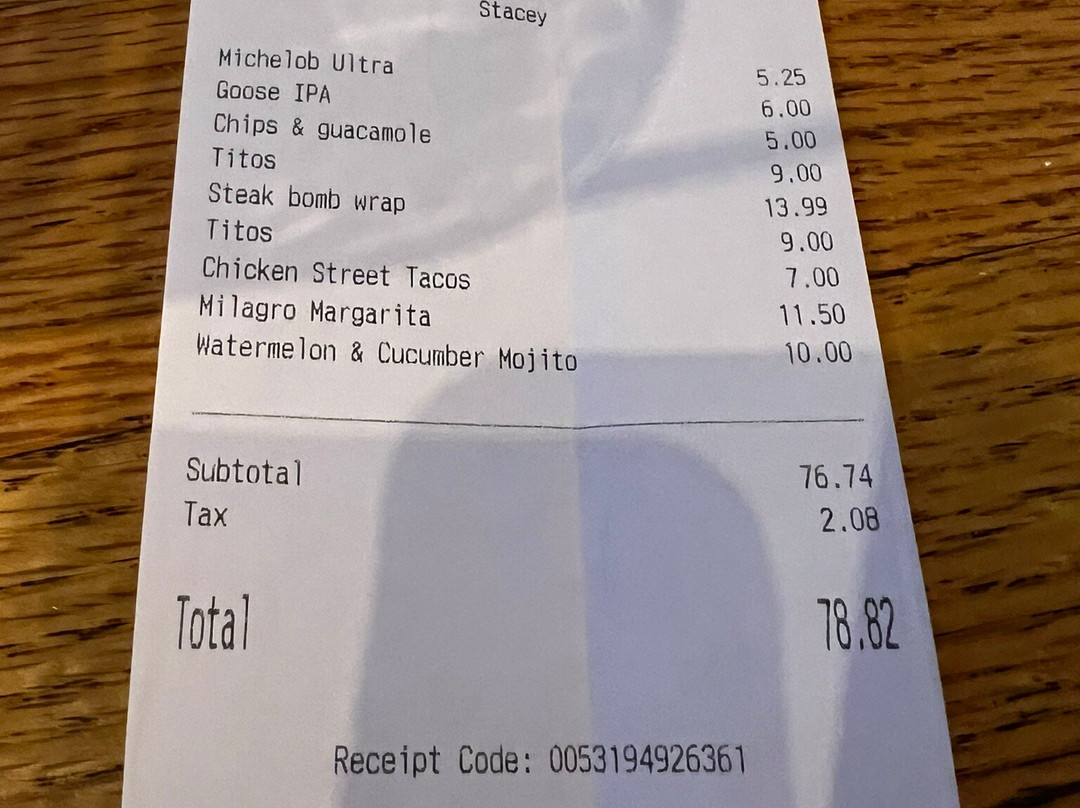 Stacey
Michelob Ultra 5.25
Goose IPA 6.00
Chips & guacamole 5.00
Titos 9.00
Steak bomb wrap 13.99
Titos 9.00
Chicken Street Tacos 7.00
Milagro Margarita 11.50
Watermelon & Cucumber Mojito 10.00
Subtotal 76.74
Tax 2.08
Total 78.82
Receipt Code: 0053194926361